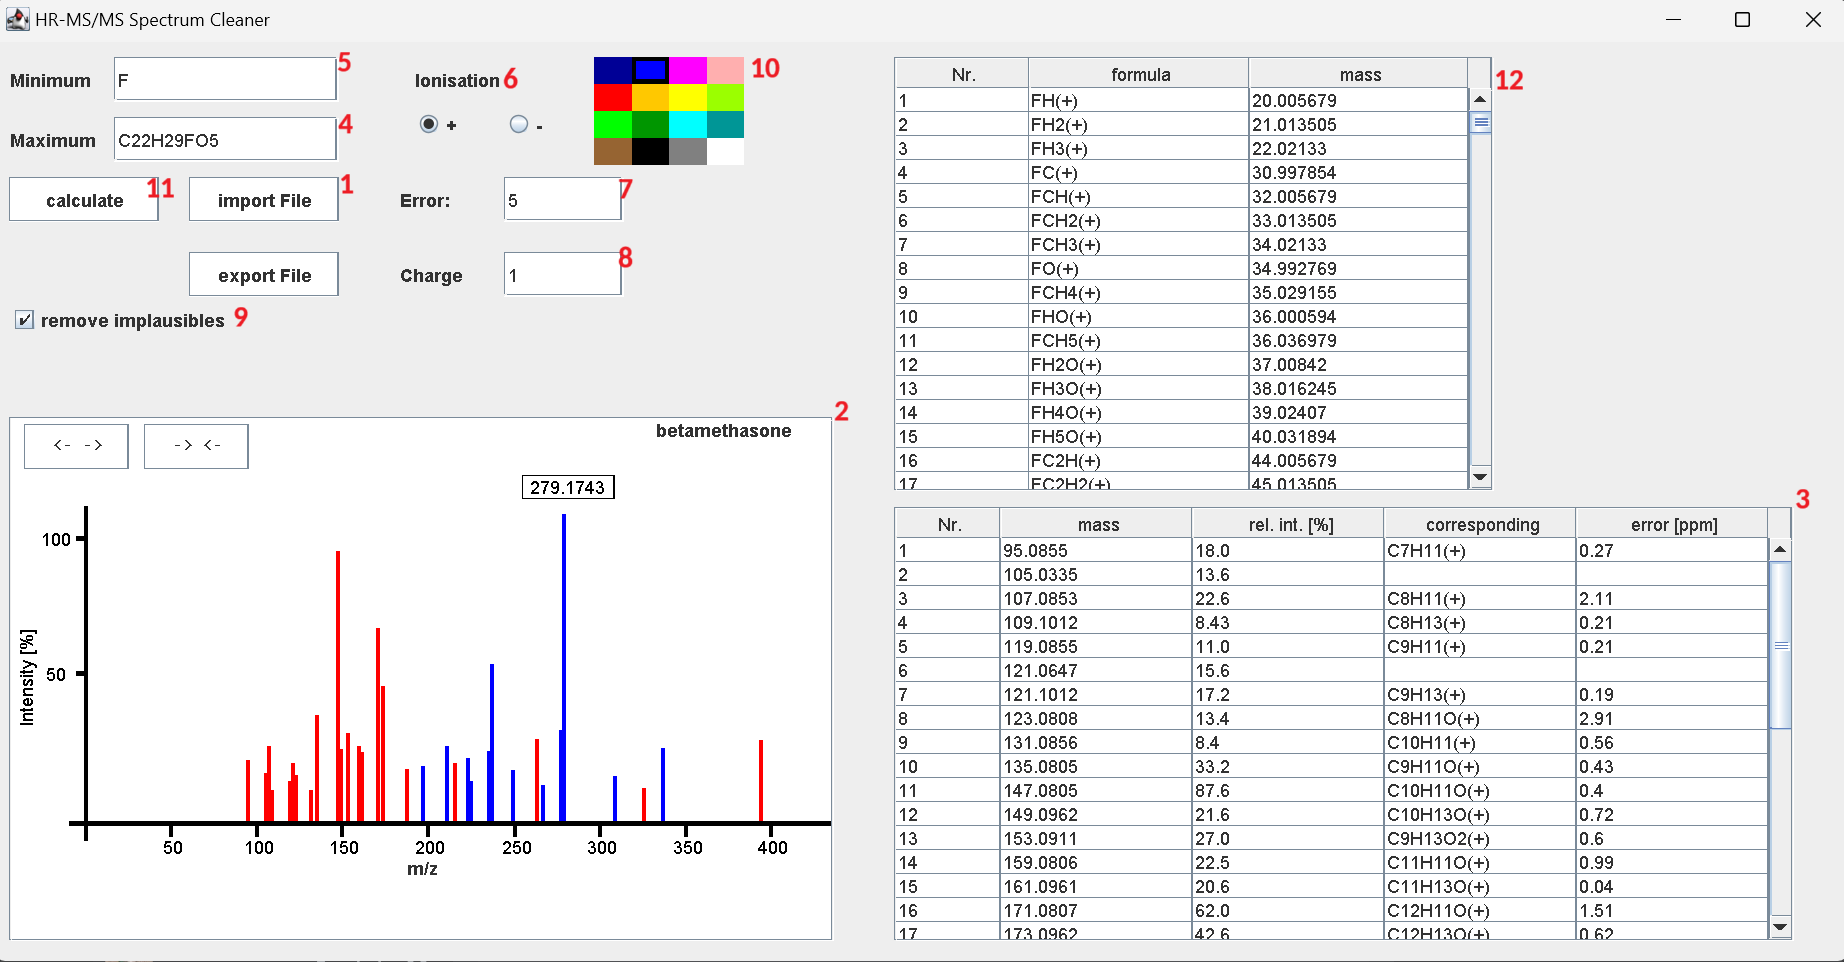 HR-MS/MS Spectrum Cleaner
Minimum F 5
Maximum C22H29FO5 4
calculate 11 import File 1
export File
remove implausibles 9
Ionisation 6
+ -
Error: 5 7
Charge 1 8
10
12
Nr. formula mass
1 FH(+) 20.005679
2 FH2(+) 21.013505
3 FH3(+) 22.02133
4 FC(+) 30.997854
5 FCH(+) 32.005679
6 FCH2(+) 33.013505
7 FCH3(+) 34.02133
8 FO(+) 34.992769
9 FCH4(+) 35.029155
10 FHO(+) 36.000594
11 FCH5(+) 36.036979
12 FH2O(+) 37.00842
13 FH3O(+) 38.016245
14 FH4O(+) 39.02407
15 FH5O(+) 40.031894
16 FC2H(+) 44.005679
17 FC2H2(+) 45.013505
2
<- ->
-> <-
betamethasone
279.1743
100
50
Intensity [%]
50 100 150 200 250 300 350 400
m/z
3
Nr. mass rel. int. [%] corresponding error [ppm]
1 95.0855 18.0 C7H11(+) 0.27
2 105.0335 13.6
3 107.0853 22.6 C8H11(+) 2.11
4 109.1012 8.43 C8H13(+) 0.21
5 119.0855 11.0 C9H11(+) 0.21
6 121.0647 15.6
7 121.1012 17.2 C9H13(+) 0.19
8 123.0808 13.4 C8H11O(+) 2.91
9 131.0856 8.4 C10H11(+) 0.56
10 135.0805 33.2 C9H11O(+) 0.43
11 147.0805 87.6 C10H11O(+) 0.4
12 149.0962 21.6 C10H13O(+) 0.72
13 153.0911 27.0 C9H13O2(+) 0.6
14 159.0806 22.5 C11H11O(+) 0.99
15 161.0961 20.6 C11H13O(+) 0.04
16 171.0807 62.0 C12H11O(+) 1.51
17 173.0962 42.6 C12H13O(+) 0.62